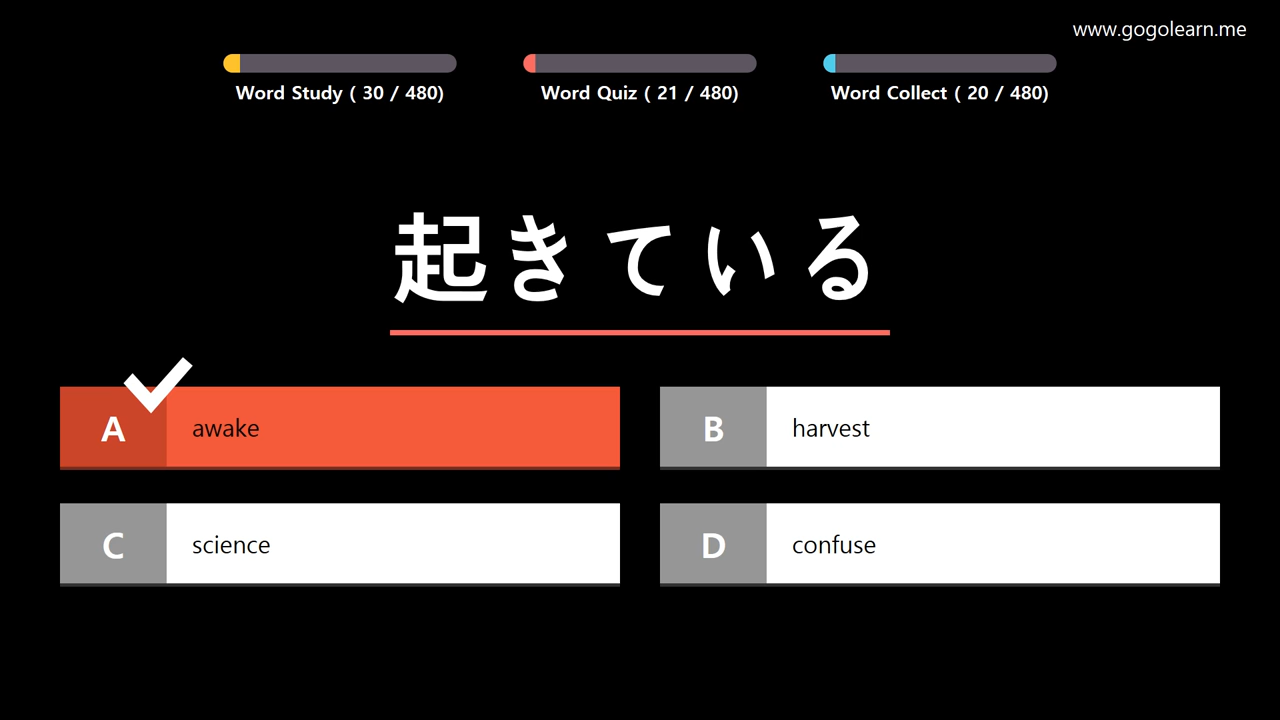 www.gogolearn.me
Word Study ( 30 / 480)
Word Quiz ( 21 / 480)
Word Collect ( 20 / 480)
起きている
A awake
B harvest
C science
D confuse